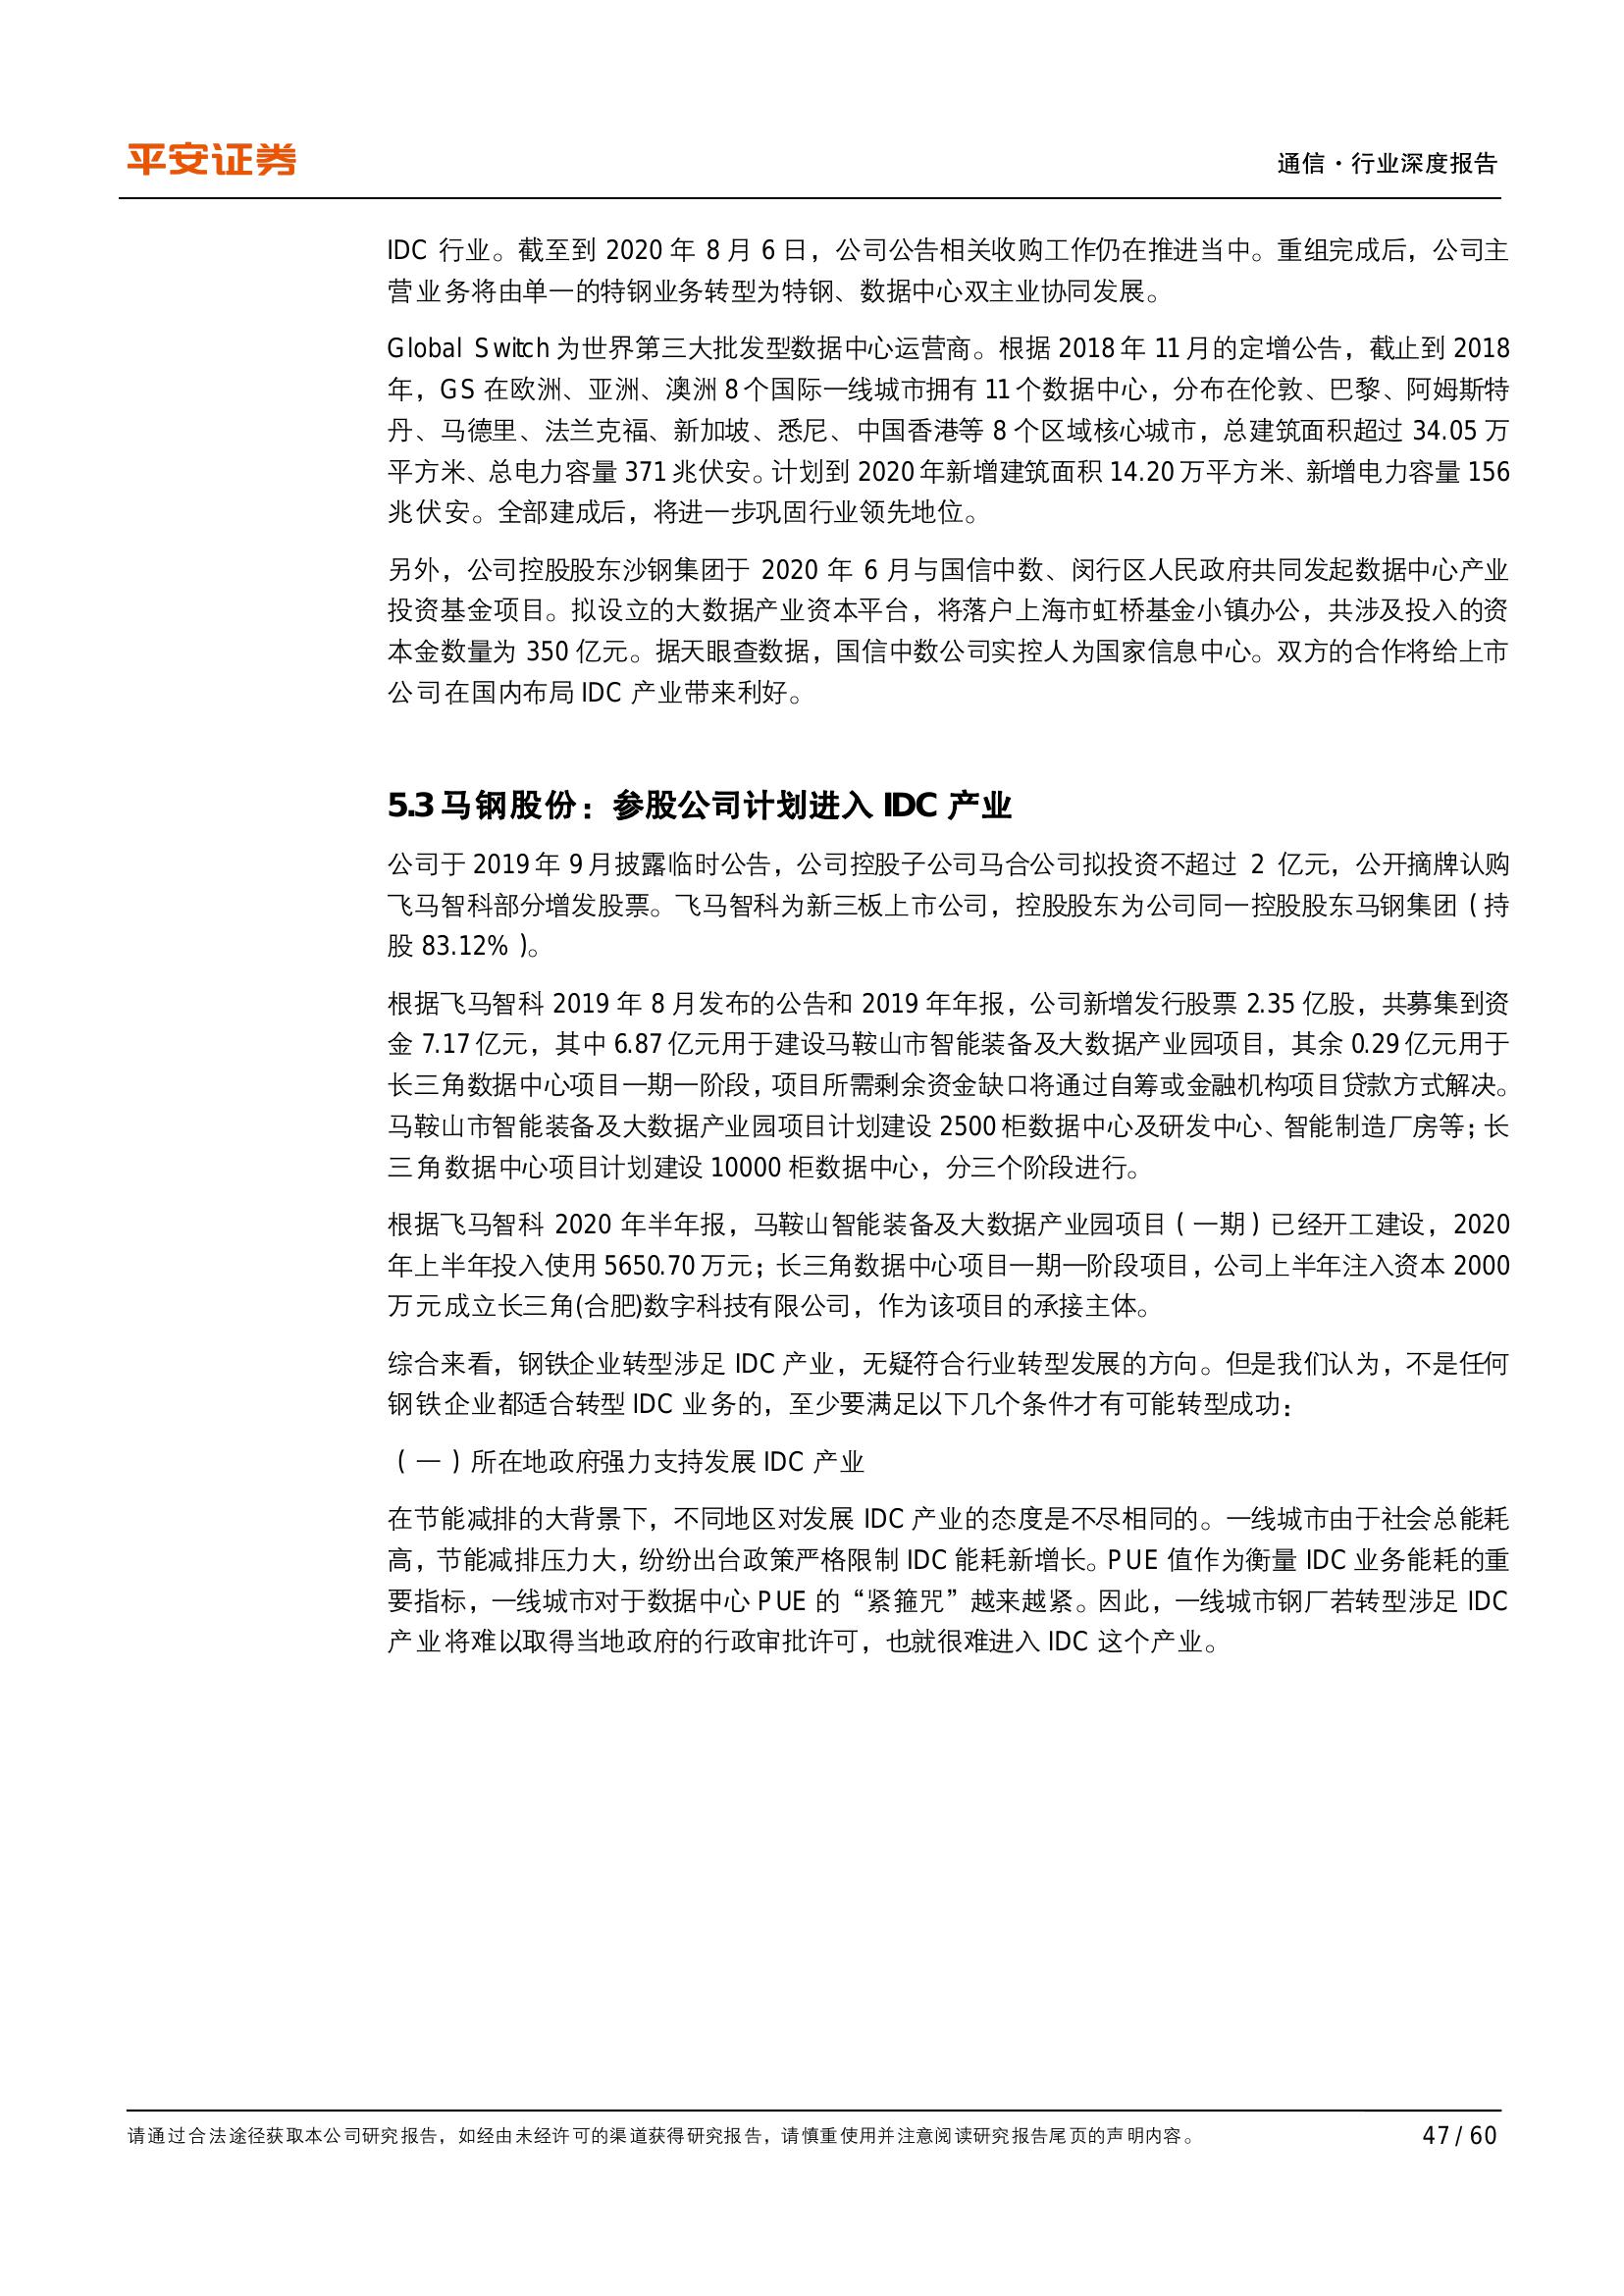 平安证券
通信·行业深度报告
IDC 行业。截至到 2020 年 8 月 6 日，公司公告相关收购工作仍在推进当中。重组完成后，公司主
营业务将由单一的特钢业务转型为特钢、数据中心双主业协同发展。
Global Switch 为世界第三大批发型数据中心运营商。根据 2018 年 11 月的定增公告，截止到 2018
年，GS 在欧洲、亚洲、澳洲 8 个国际一线城市拥有 11 个数据中心，分布在伦敦、巴黎、阿姆斯特
丹、马德里、法兰克福、新加坡、悉尼、中国香港等 8 个区域核心城市，总建筑面积超过 34.05 万
平方米、总电力容量 371 兆伏安。计划到 2020 年新增建筑面积 14.20 万平方米、新增电力容量 156
兆伏安。全部建成后，将进一步巩固行业领先地位。
另外，公司控股股东沙钢集团于 2020 年 6 月与国信中数、闵行区人民政府共同发起数据中心产业
投资基金项目。拟设立的大数据产业资本平台，将落户上海市虹桥基金小镇办公，共涉及投入的资
本金数量为 350 亿元。据天眼查数据，国信中数公司实控人为国家信息中心。双方的合作将给上市
公司在国内布局 IDC 产业带来利好。
5.3 马钢股份：参股公司计划进入 IDC 产业
公司于 2019 年 9 月披露临时公告，公司控股子公司马合公司拟投资不超过 2 亿元，公开摘牌认购
飞马智科部分增发股票。飞马智科为新三板上市公司，控股股东为公司同一控股股东马钢集团（持
股 83.12%）。
根据飞马智科 2019 年 8 月发布的公告和 2019 年年报，公司新增发行股票 2.35 亿股，共募集到资
金 7.17 亿元，其中 6.87 亿元用于建设马鞍山市智能装备及大数据产业园项目，其余 0.29 亿元用于
长三角数据中心项目一期一阶段，项目所需剩余资金缺口将通过自筹或金融机构项目贷款方式解决。
马鞍山市智能装备及大数据产业园项目计划建设 2500 柜数据中心及研发中心、智能制造厂房等；长
三角数据中心项目计划建设 10000 柜数据中心，分三个阶段进行。
根据飞马智科 2020 年半年报，马鞍山智能装备及大数据产业园项目（一期）已经开工建设，2020
年上半年投入使用 5650.70 万元；长三角数据中心项目一期一阶段项目，公司上半年注入资本 2000
万元成立长三角(合肥)数字科技有限公司，作为该项目的承接主体。
综合来看，钢铁企业转型涉足 IDC 产业，无疑符合行业转型发展的方向。但是我们认为，不是任何
钢铁企业都适合转型 IDC 业务的，至少要满足以下几个条件才有可能转型成功：
（一）所在地政府强力支持发展 IDC 产业
在节能减排的大背景下，不同地区对发展 IDC 产业的态度是不尽相同的。一线城市由于社会总能耗
高，节能减排压力大，纷纷出台政策严格限制 IDC 能耗新增长。PUE 值作为衡量 IDC 业务能耗的重
要指标，一线城市对于数据中心 PUE 的“紧箍咒”越来越紧。因此，一线城市钢厂若转型涉足 IDC
产业将难以取得当地政府的行政审批许可，也就很难进入 IDC 这个产业。
请通过合法途径获取本公司研究报告，如经由未经许可的渠道获得研究报告，请慎重使用并注意阅读研究报告尾页的声明内容。
47 / 60